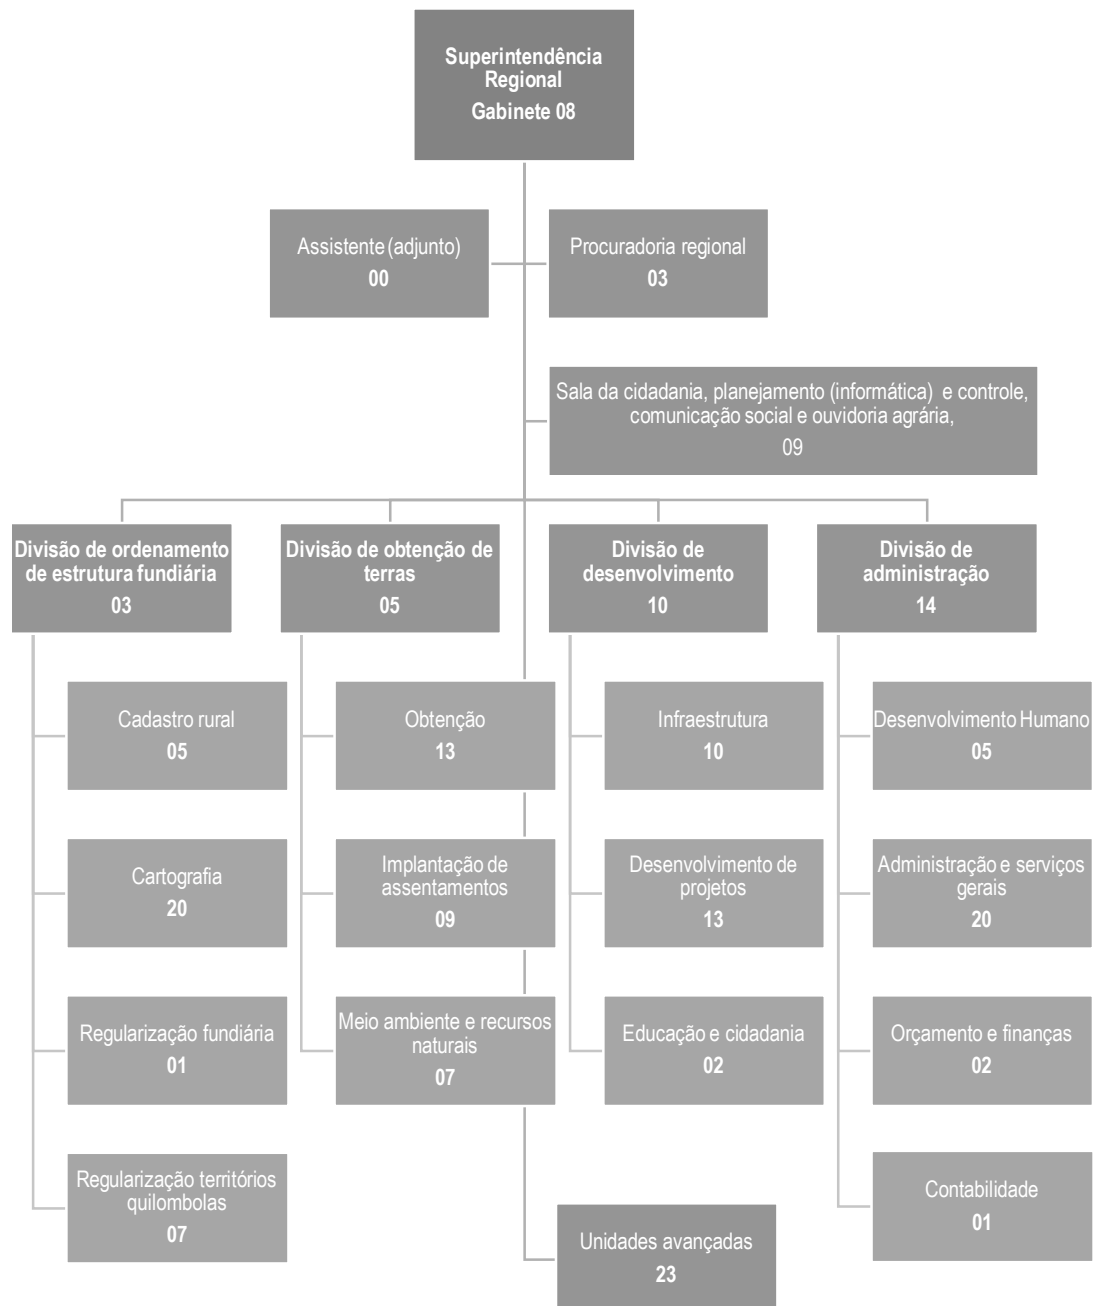 Superintendência
Regional
Gabinete 08
Assistente (adjunto)
00
Procuradoria regional
03
Sala da cidadania, planejamento (informática) e controle,
comunicação social e ouvidoria agrária,
09
Divisão de ordenamento
de estrutura fundiária
03
Divisão de obtenção de
terras
05
Divisão de
desenvolvimento
10
Divisão de
administração
14
Cadastro rural
05
Cartografia
20
Regularização fundiária
01
Regularização territórios
quilombolas
07
Obtenção
13
Implantação de
assentamentos
09
Meio ambiente e recursos
naturais
07
Infraestrutura
10
Desenvolvimento de
projetos
13
Educação e cidadania
02
Desenvolvimento Humano
05
Administração e serviços
gerais
20
Orçamento e finanças
02
Contabilidade
01
Unidades avançadas
23